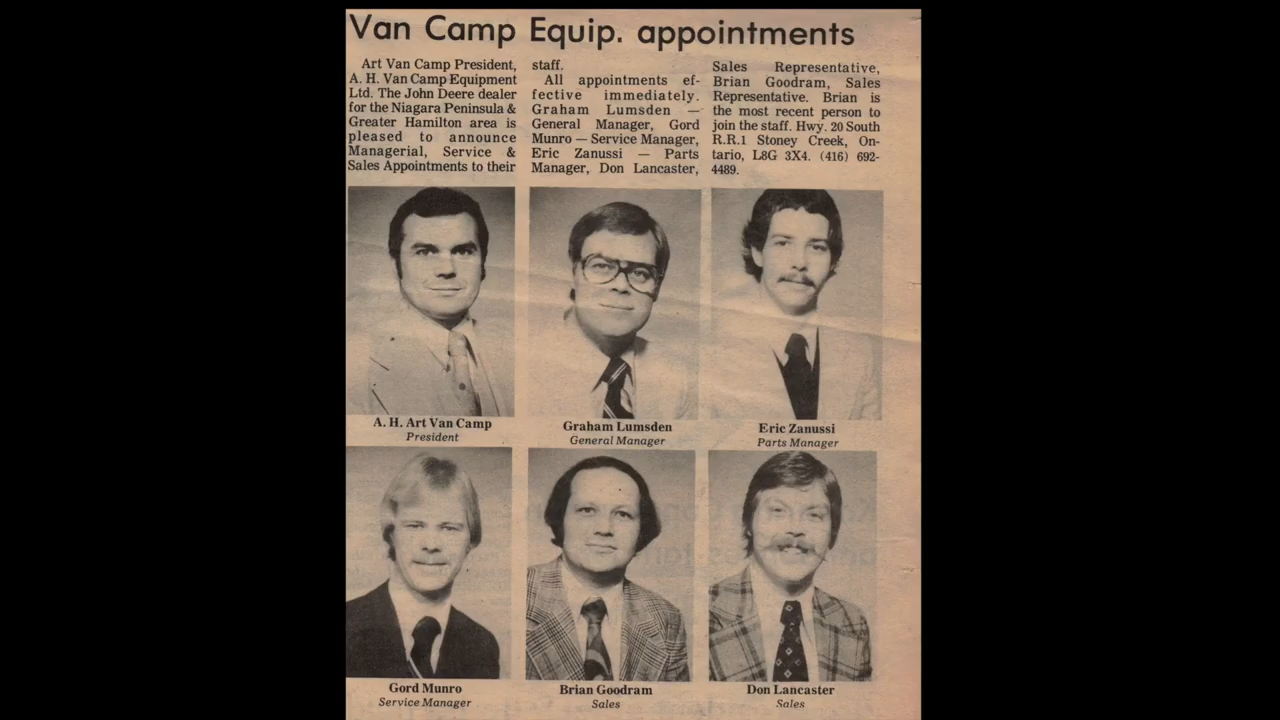 Van Camp Equip. appointments
Art Van Camp President,
A. H. Van Camp Equipment
Ltd. The John Deere dealer
for the Niagara Peninsula &
Greater Hamilton area is
pleased to announce
Managerial, Service &
Sales Appointments to their
staff.
All appointments ef-
fective immediately.
Graham Lumsden —
General Manager, Gord
Munro — Service Manager,
Eric Zanussi — Parts
Manager, Don Lancaster,
Sales Representative,
Brian Goodram, Sales
Representative. Brian is
the most recent person to
join the staff. Hwy. 20 South
R.R.1 Stoney Creek, On-
tario, L8G 3X4. (416) 692-
4489.
A. H. Art Van Camp
President
Graham Lumsden
General Manager
Eric Zanussi
Parts Manager
Gord Munro
Service Manager
Brian Goodram
Sales
Don Lancaster
Sales